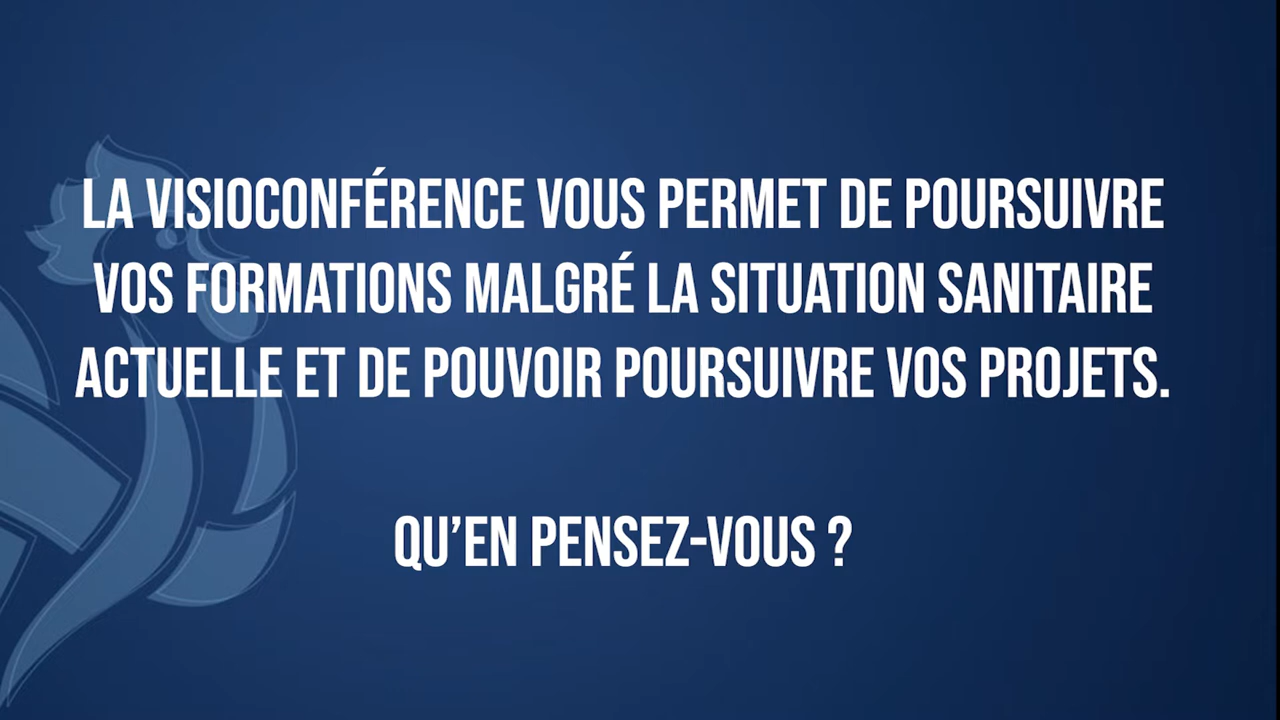 LA VISIOCONFÉRENCE VOUS PERMET DE POURSUIVRE
VOS FORMATIONS MALGRÉ LA SITUATION SANITAIRE
ACTUELLE ET DE POUVOIR POURSUIVRE VOS PROJETS.
QU'EN PENSEZ-VOUS ?